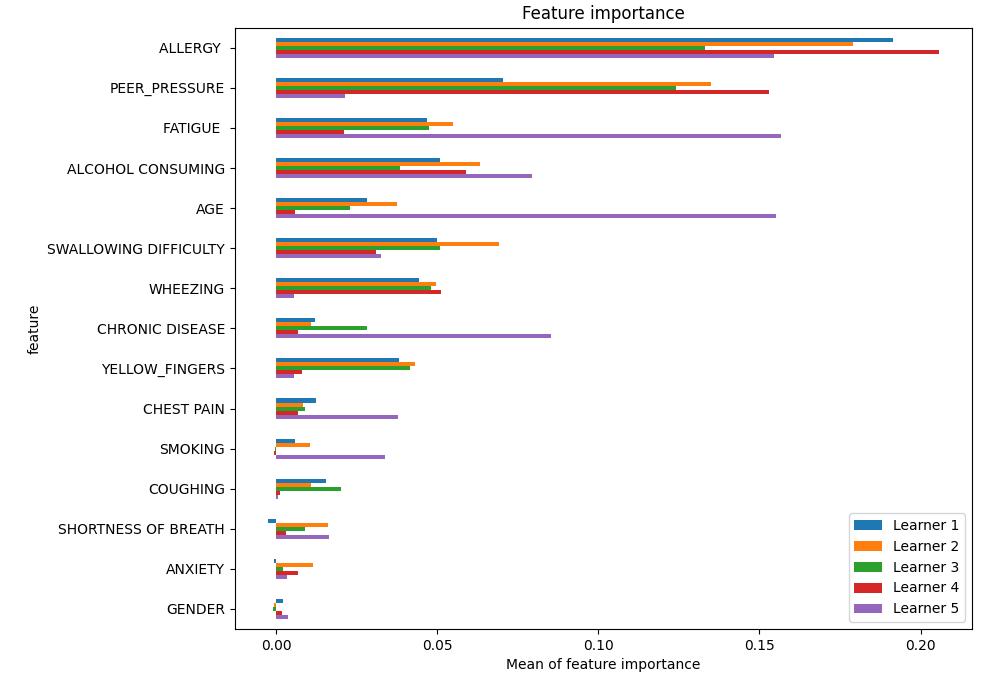 Feature importance
ALLERGY
PEER_PRESSURE
FATIGUE
ALCOHOL CONSUMING
AGE
SWALLOWING DIFFICULTY
WHEEZING
CHRONIC DISEASE
YELLOW_FINGERS
CHEST PAIN
SMOKING
COUGHING
SHORTNESS OF BREATH
ANXIETY
GENDER
feature
Learner 1
Learner 2
Learner 3
Learner 4
Learner 5
0.00 0.05 0.10 0.15 0.20
Mean of feature importance